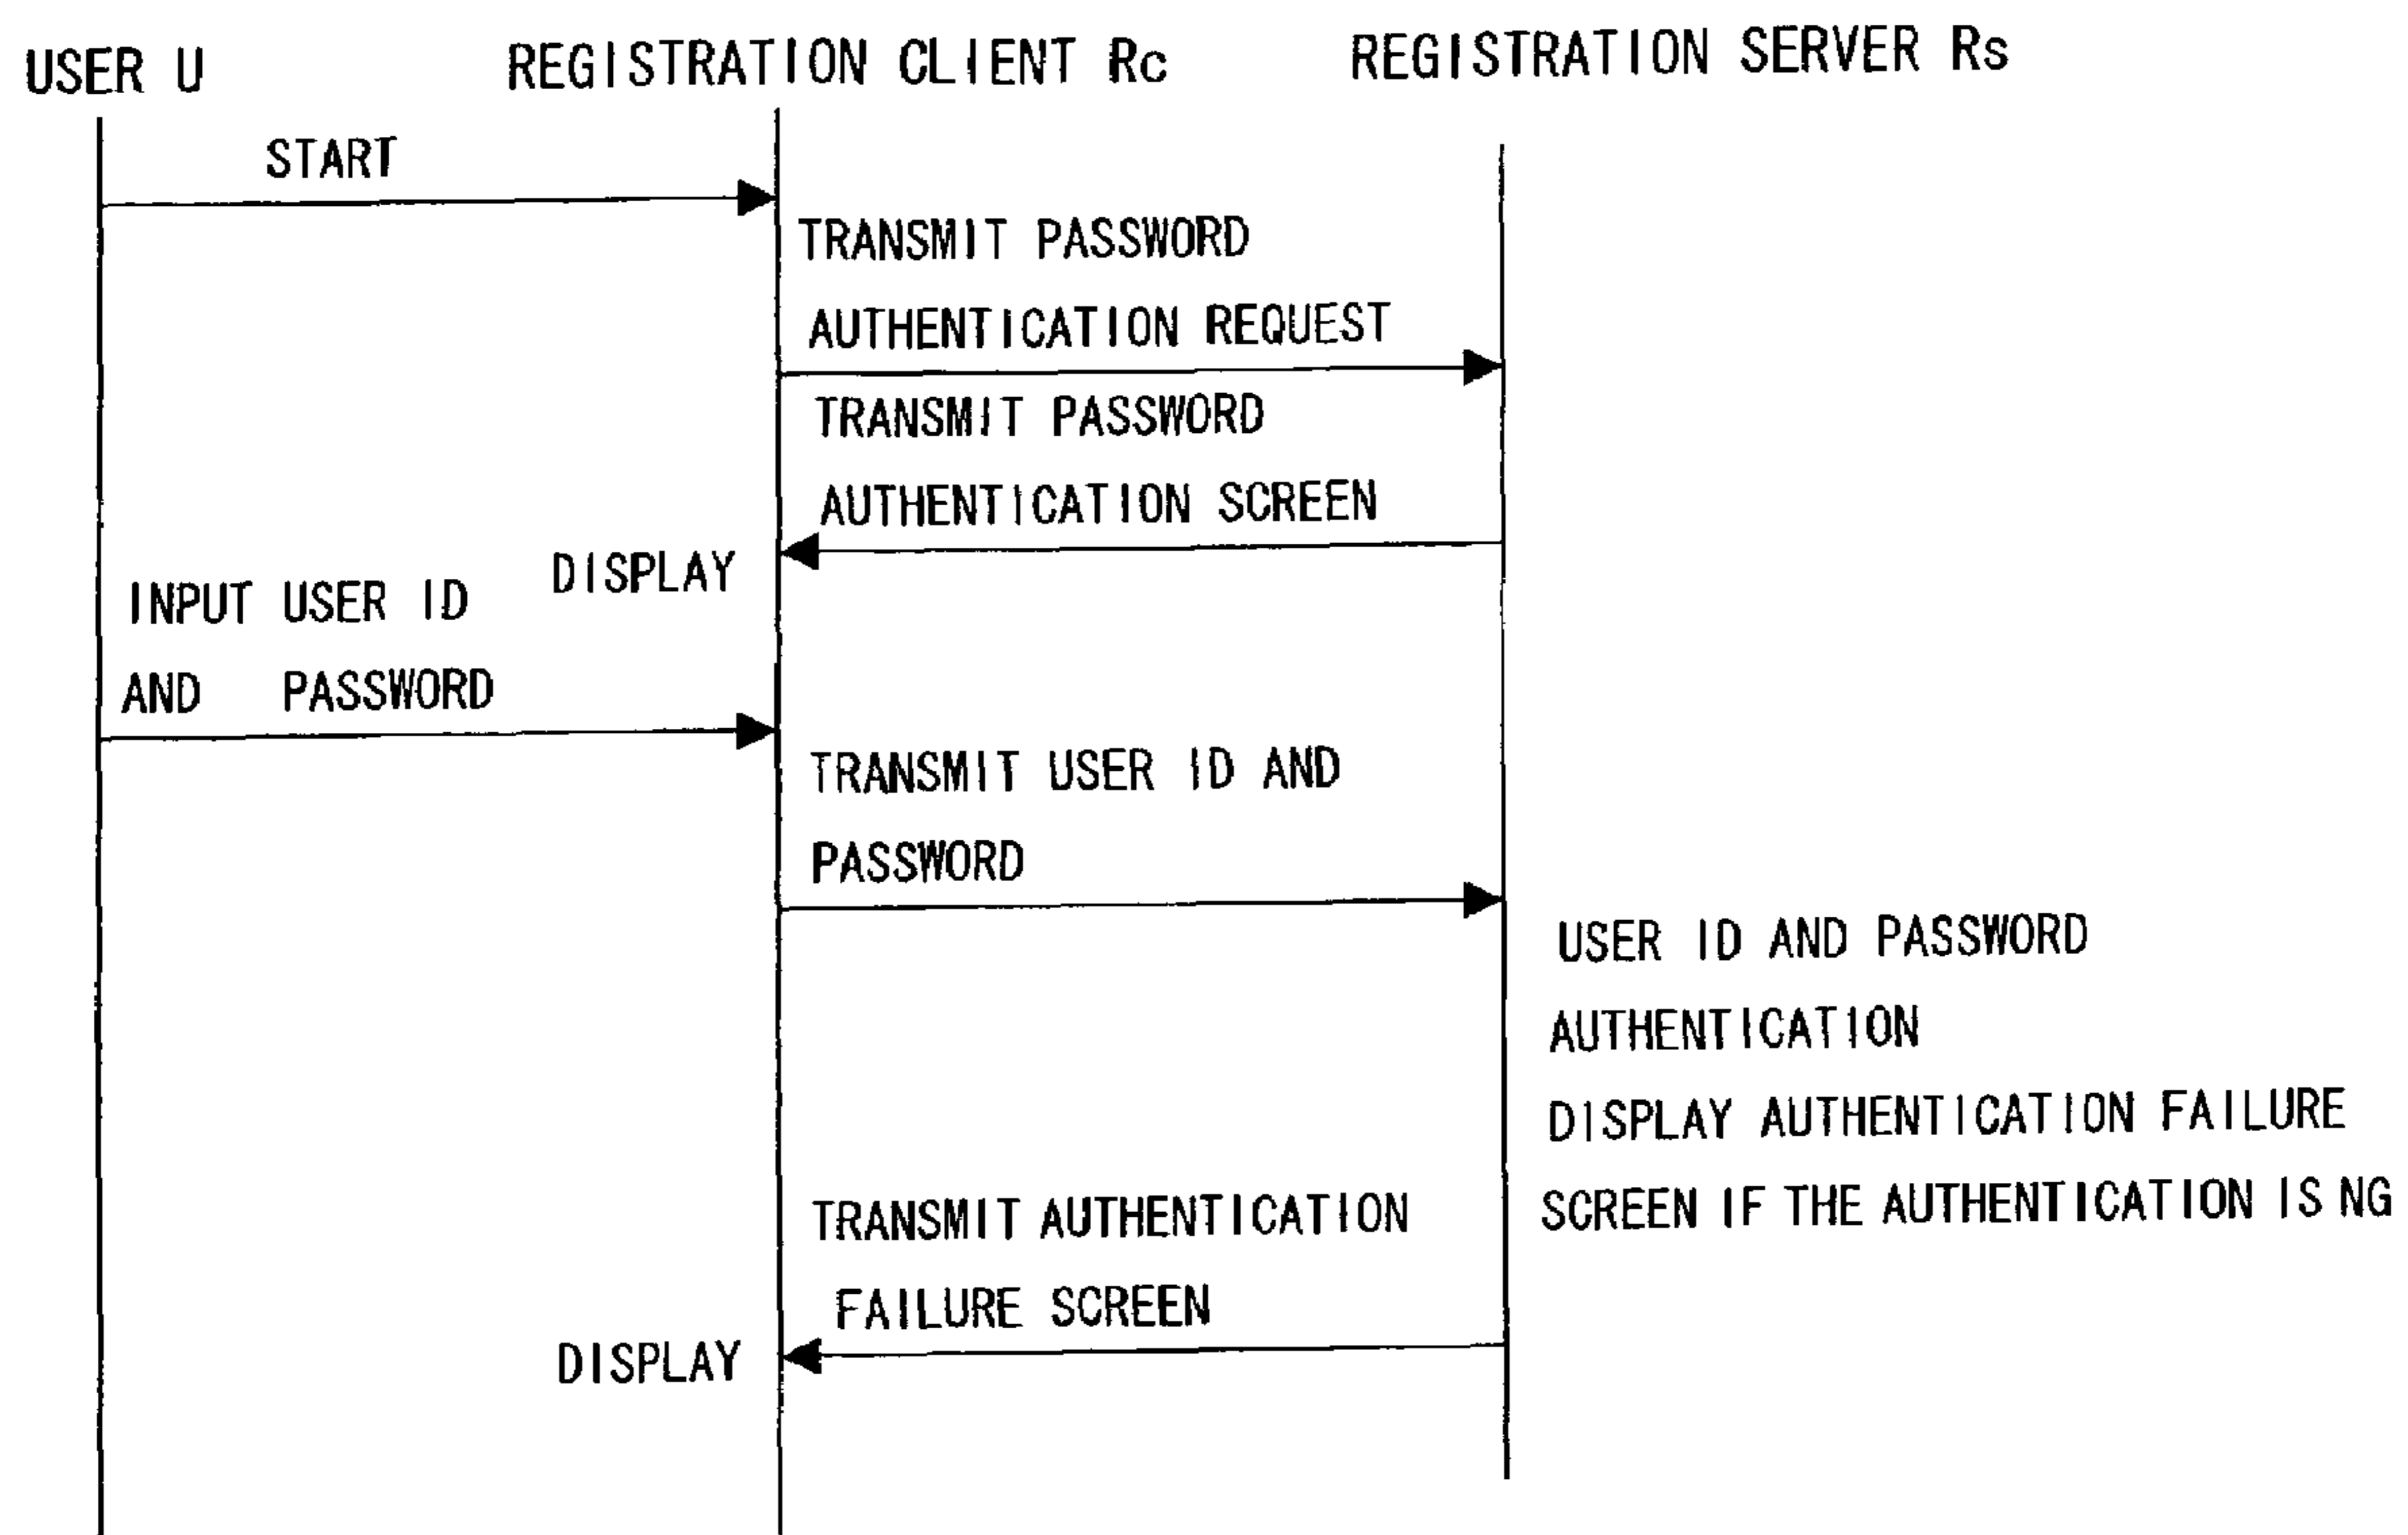 USER U
REGISTRATION CLIENT Rc
REGISTRATION SERVER Rs
START
TRANSMIT PASSWORD
AUTHENTICATION REQUEST
TRANSMIT PASSWORD
AUTHENTICATION SCREEN
DISPLAY
INPUT USER ID
AND PASSWORD
TRANSMIT USER ID AND
PASSWORD
USER ID AND PASSWORD
AUTHENTICATION
DISPLAY AUTHENTICATION FAILURE
SCREEN IF THE AUTHENTICATION IS NG
TRANSMIT AUTHENTICATION
FAILURE SCREEN
DISPLAY